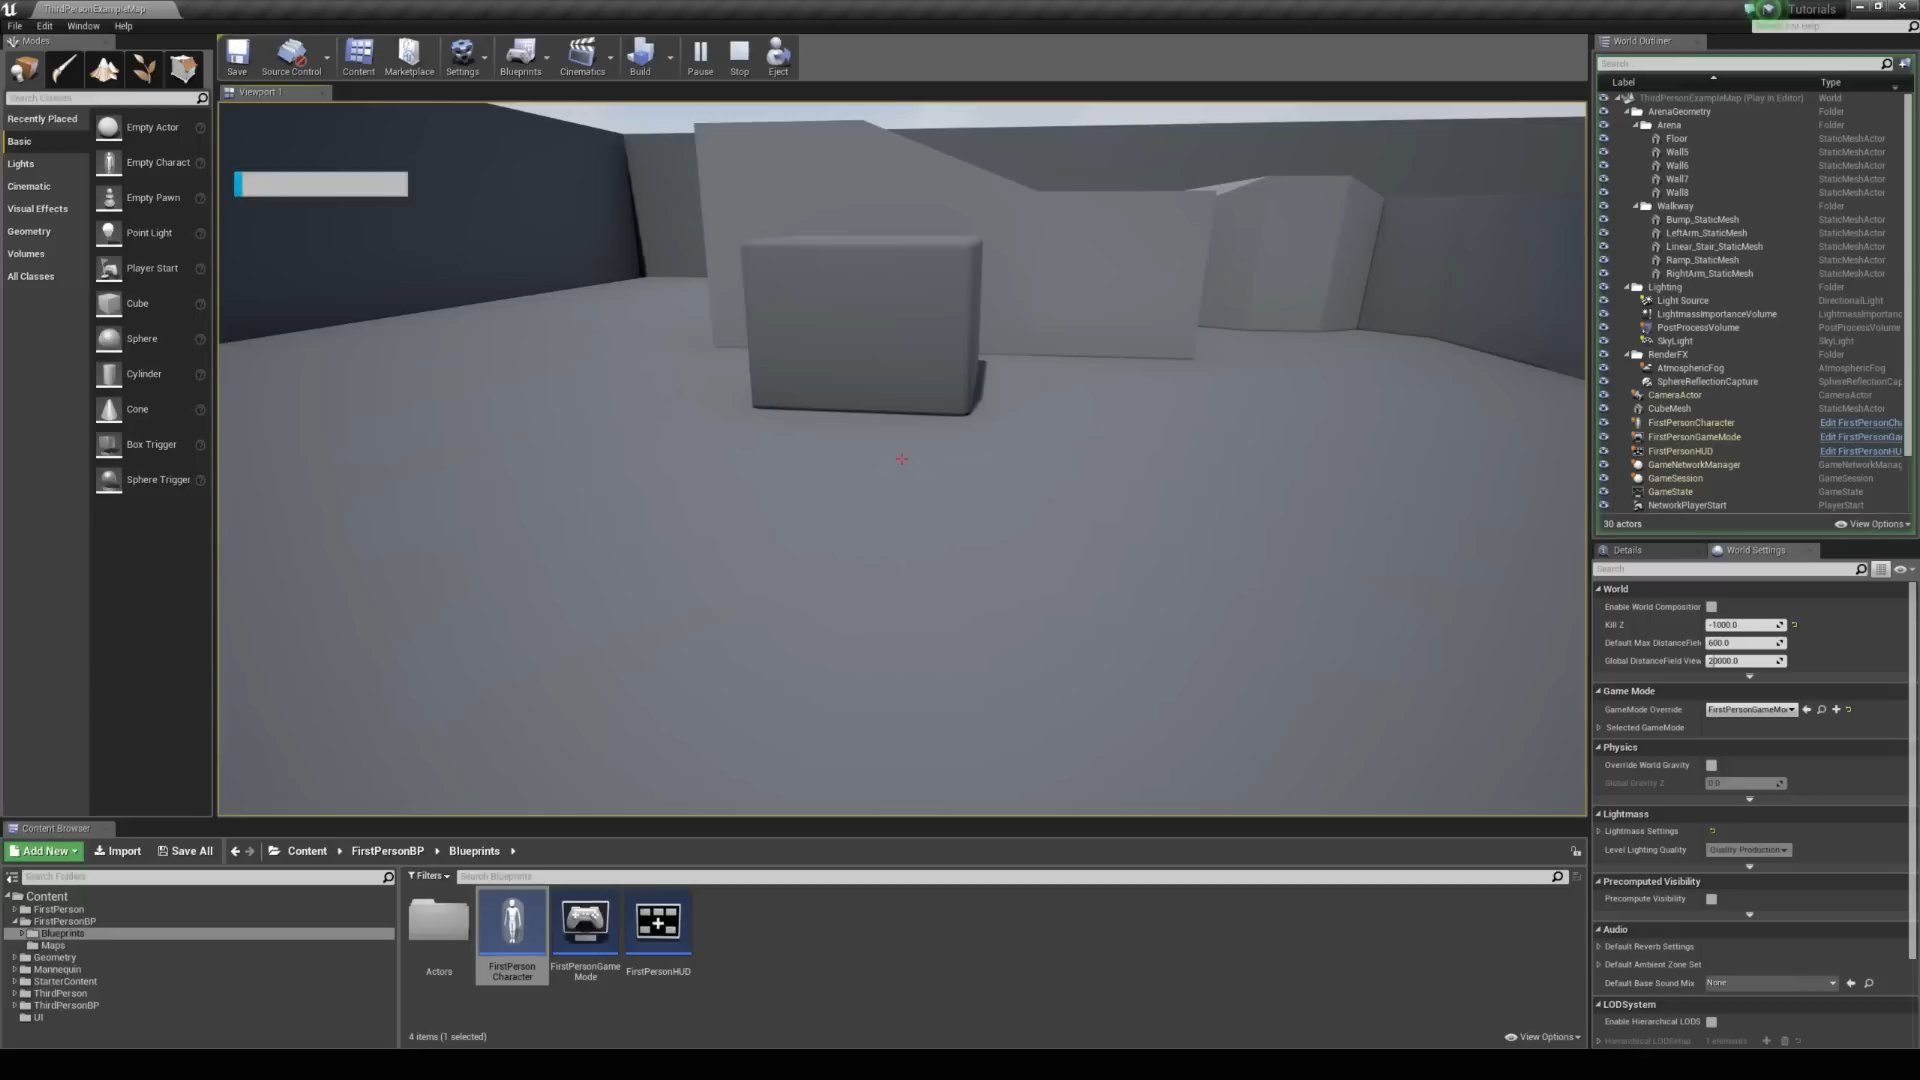 ThirdPersonExampleMap
Tutorials
File Edit Window Help
Modes
Search Classes
Recently Placed
Basic
Lights
Cinematic
Visual Effects
Geometry
Volumes
All Classes
Empty Actor
Empty Charact
Empty Pawn
Point Light
Player Start
Cube
Sphere
Cylinder
Cone
Box Trigger
Sphere Trigger
Save Source Control Content Marketplace Settings Blueprints Cinematics Build Pause Stop Eject
Viewport 1
World Outliner
Search
Label Type
ThirdPersonExampleMap (Play In Editor) World
ArenaGeometry Folder
Arena Folder
Floor StaticMeshActor
Wall5 StaticMeshActor
Wall6 StaticMeshActor
Wall7 StaticMeshActor
Wall8 StaticMeshActor
Walkway Folder
Bump_StaticMesh StaticMeshActor
LeftArm_StaticMesh StaticMeshActor
Linear_Stair_StaticMesh StaticMeshActor
Ramp_StaticMesh StaticMeshActor
RightArm_StaticMesh StaticMeshActor
Lighting Folder
Light Source DirectionalLight
LightmassImportanceVolume LightmassImportanc
PostProcessVolume PostProcessVolume
SkyLight SkyLight
RenderFX Folder
AtmosphericFog AtmosphericFog
SphereReflectionCapture SphereReflectionCap
CameraActor CameraActor
CubeMesh StaticMeshActor
FirstPersonCharacter Edit FirstPersonCha
FirstPersonGameMode Edit FirstPersonGa
FirstPersonHUD Edit FirstPersonHU
GameNetworkManager GameNetworkManag
GameSession GameSession
GameState GameState
NetworkPlayerStart PlayerStart
30 actors View Options
Details World Settings
Search
World
Enable World Composition
Kill Z -1000.0
Default Max DistanceField 600.0
Global DistanceField View 20000.0
Game Mode
GameMode Override FirstPersonGameMo
Selected GameMode
Physics
Override World Gravity
Global Gravity Z 0.0
Lightmass
Lightmass Settings
Level Lighting Quality Quality Production
Precomputed Visibility
Precompute Visibility
Audio
Default Reverb Settings
Default Ambient Zone Set
Default Base Sound Mix None
LODSystem
Enable Hierarchical LODS
Hierarchical LODSetup 1 elements
Content Browser
Add New Import Save All Content FirstPersonBP Blueprints
Search Folders
Filters Search Blueprints
Content
FirstPerson
FirstPersonBP
Blueprints
Maps
Geometry
Mannequin
StarterContent
ThirdPerson
ThirdPersonBP
UI
Actors
FirstPerson
Character
FirstPersonGame
Mode
FirstPersonHUD
4 items (1 selected) View Options